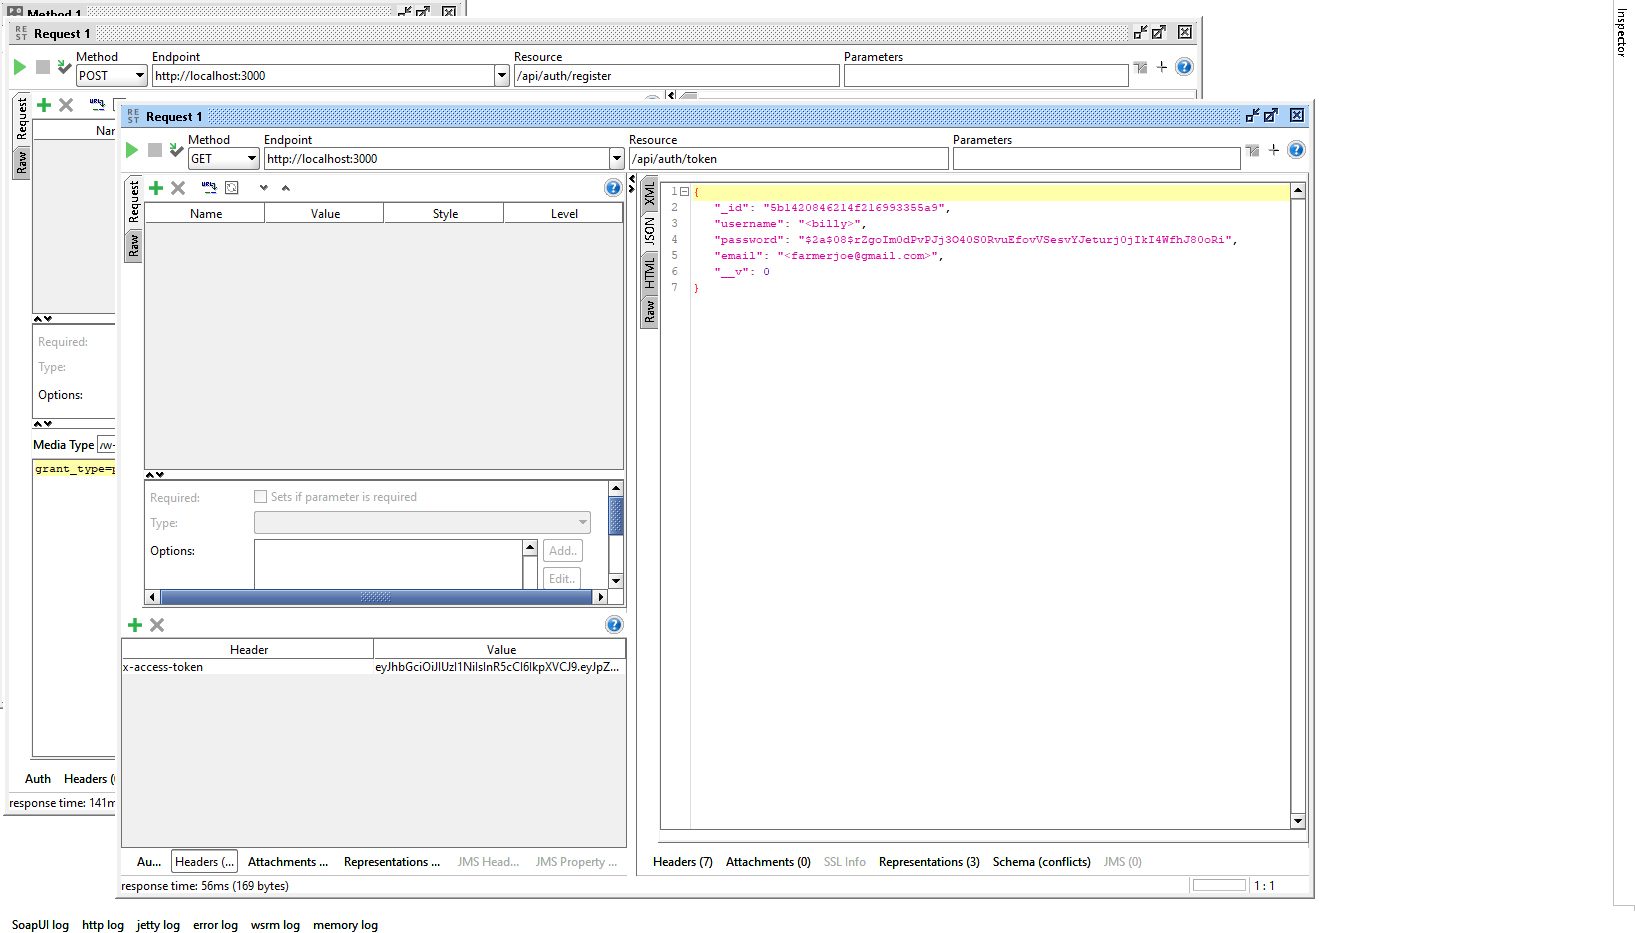 Method 1
REST Request 1
Method Endpoint Resource Parameters
POST http://localhost:3000 /api/auth/register
Request
Raw
Nar
Required:
Type:
Options:
Media Type /w-
grant_type=p
Auth Headers (
response time: 141m
REST Request 1
Method Endpoint Resource Parameters
GET http://localhost:3000 /api/auth/token
Request
Raw
Name Value Style Level
Required: Sets if parameter is required
Type:
Options: Add..
Edit..
Header Value
x-access-token
Au... Headers (... Attachments ... Representations ... JMS Head... JMS Property ...
response time: 56ms (169 bytes)
XML
JSON
HTML
Raw
1 {
2 "_id": "5b1420846214f216993355a9",
3 "username": "<billy>",
4 "password": "$2a$08$rZgoIm0dPvPJj3O40S0RvuEfovVSesvYJeturj0jIkI4WfhJ80oRi",
5 "email": "<farmerjoe@gmail.com>",
6 "__v": 0
7 }
Headers (7) Attachments (0) SSL Info Representations (3) Schema (conflicts) JMS (0)
1 : 1
Inspector
SoapUI log http log jetty log error log wsrm log memory log